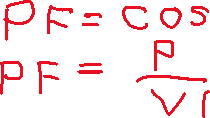 PF = COS
PF = P / VI